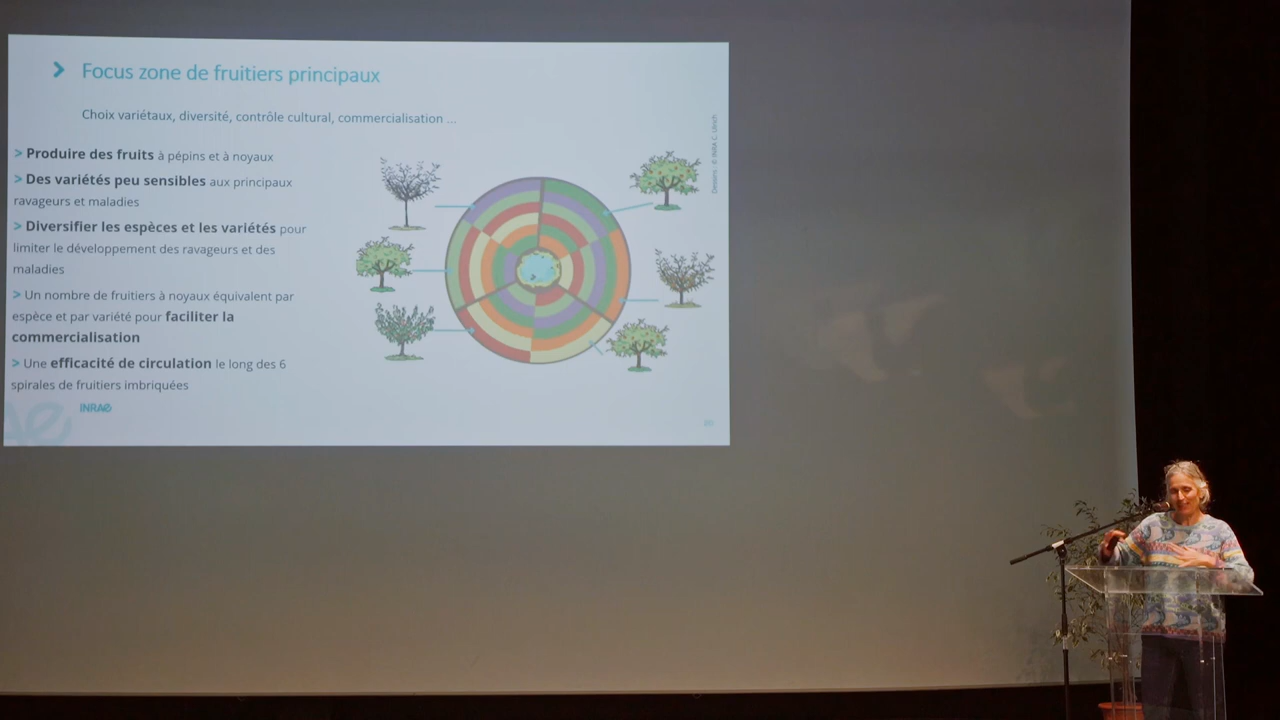 Focus zone de fruitiers principaux
Choix variétaux, diversité, contrôle cultural, commercialisation ...
> Produire des fruits à pépins et à noyaux
> Des variétés peu sensibles aux principaux
ravageurs et maladies
> Diversifier les espèces et les variétés pour
limiter le développement des ravageurs et des
maladies
> Un nombre de fruitiers à noyaux équivalent par
espèce et par variété pour faciliter la
commercialisation
> Une efficacité de circulation le long des 6
spirales de fruitiers imbriquées
INRAE
Dessins : © INRA C. Ulrich